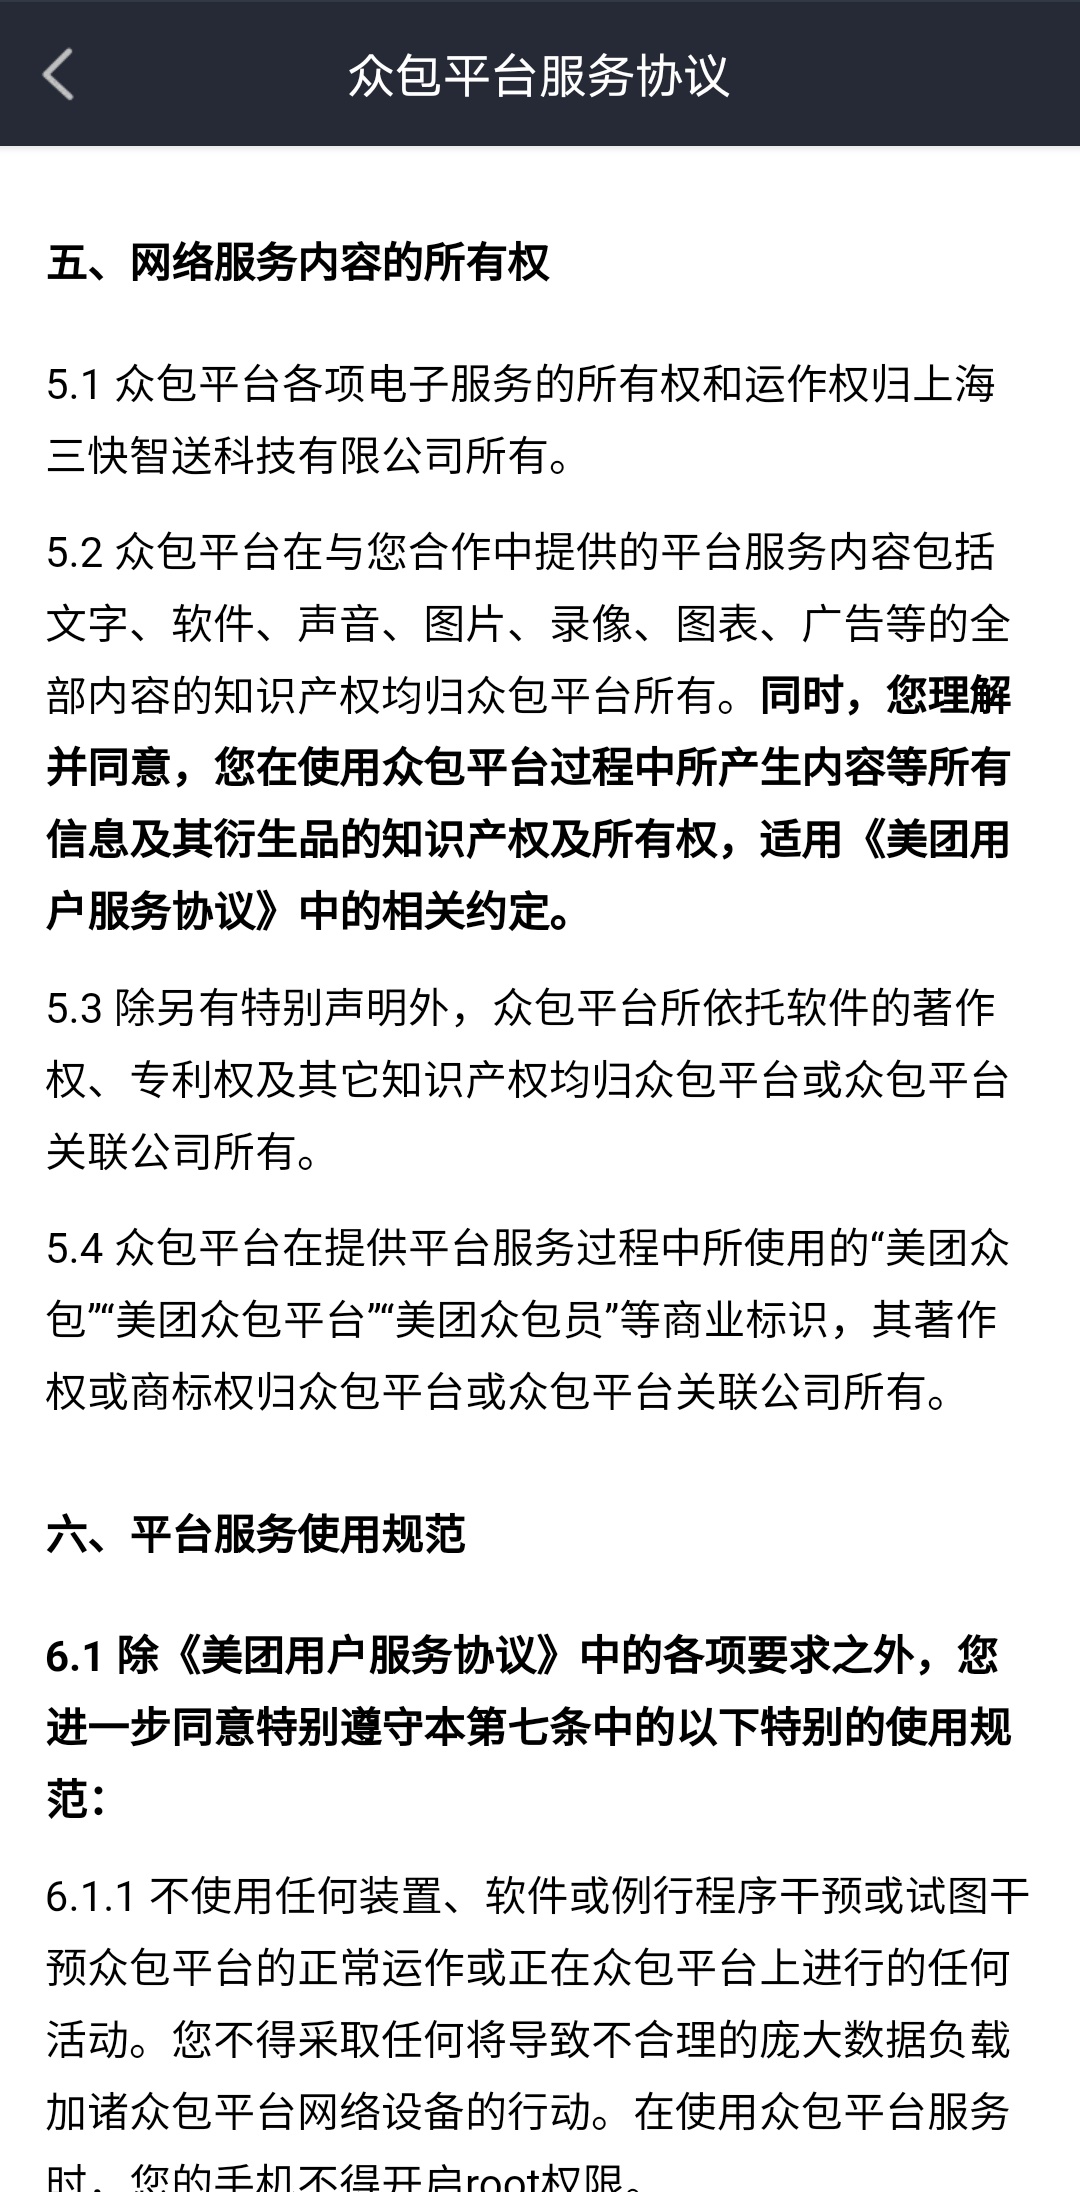 众包平台服务协议
五、网络服务内容的所有权
5.1 众包平台各项电子服务的所有权和运作权归上海
三快智送科技有限公司所有。
5.2 众包平台在与您合作中提供的平台服务内容包括
文字、软件、声音、图片、录像、图表、广告等的全
部内容的知识产权均归众包平台所有。同时，您理解
并同意，您在使用众包平台过程中所产生内容等所有
信息及其衍生品的知识产权及所有权，适用《美团用
户服务协议》中的相关约定。
5.3 除另有特别声明外，众包平台所依托软件的著作
权、专利权及其它知识产权均归众包平台或众包平台
关联公司所有。
5.4 众包平台在提供平台服务过程中所使用的“美团众
包”“美团众包平台”“美团众包员”等商业标识，其著作
权或商标权归众包平台或众包平台关联公司所有。
六、平台服务使用规范
6.1 除《美团用户服务协议》中的各项要求之外，您
进一步同意特别遵守本第七条中的以下特别的使用规
范：
6.1.1 不使用任何装置、软件或例行程序干预或试图干
预众包平台的正常运作或正在众包平台上进行的任何
活动。您不得采取任何将导致不合理的庞大数据负载
加诸众包平台网络设备的行动。在使用众包平台服务
时，您的手机不得开启root权限。